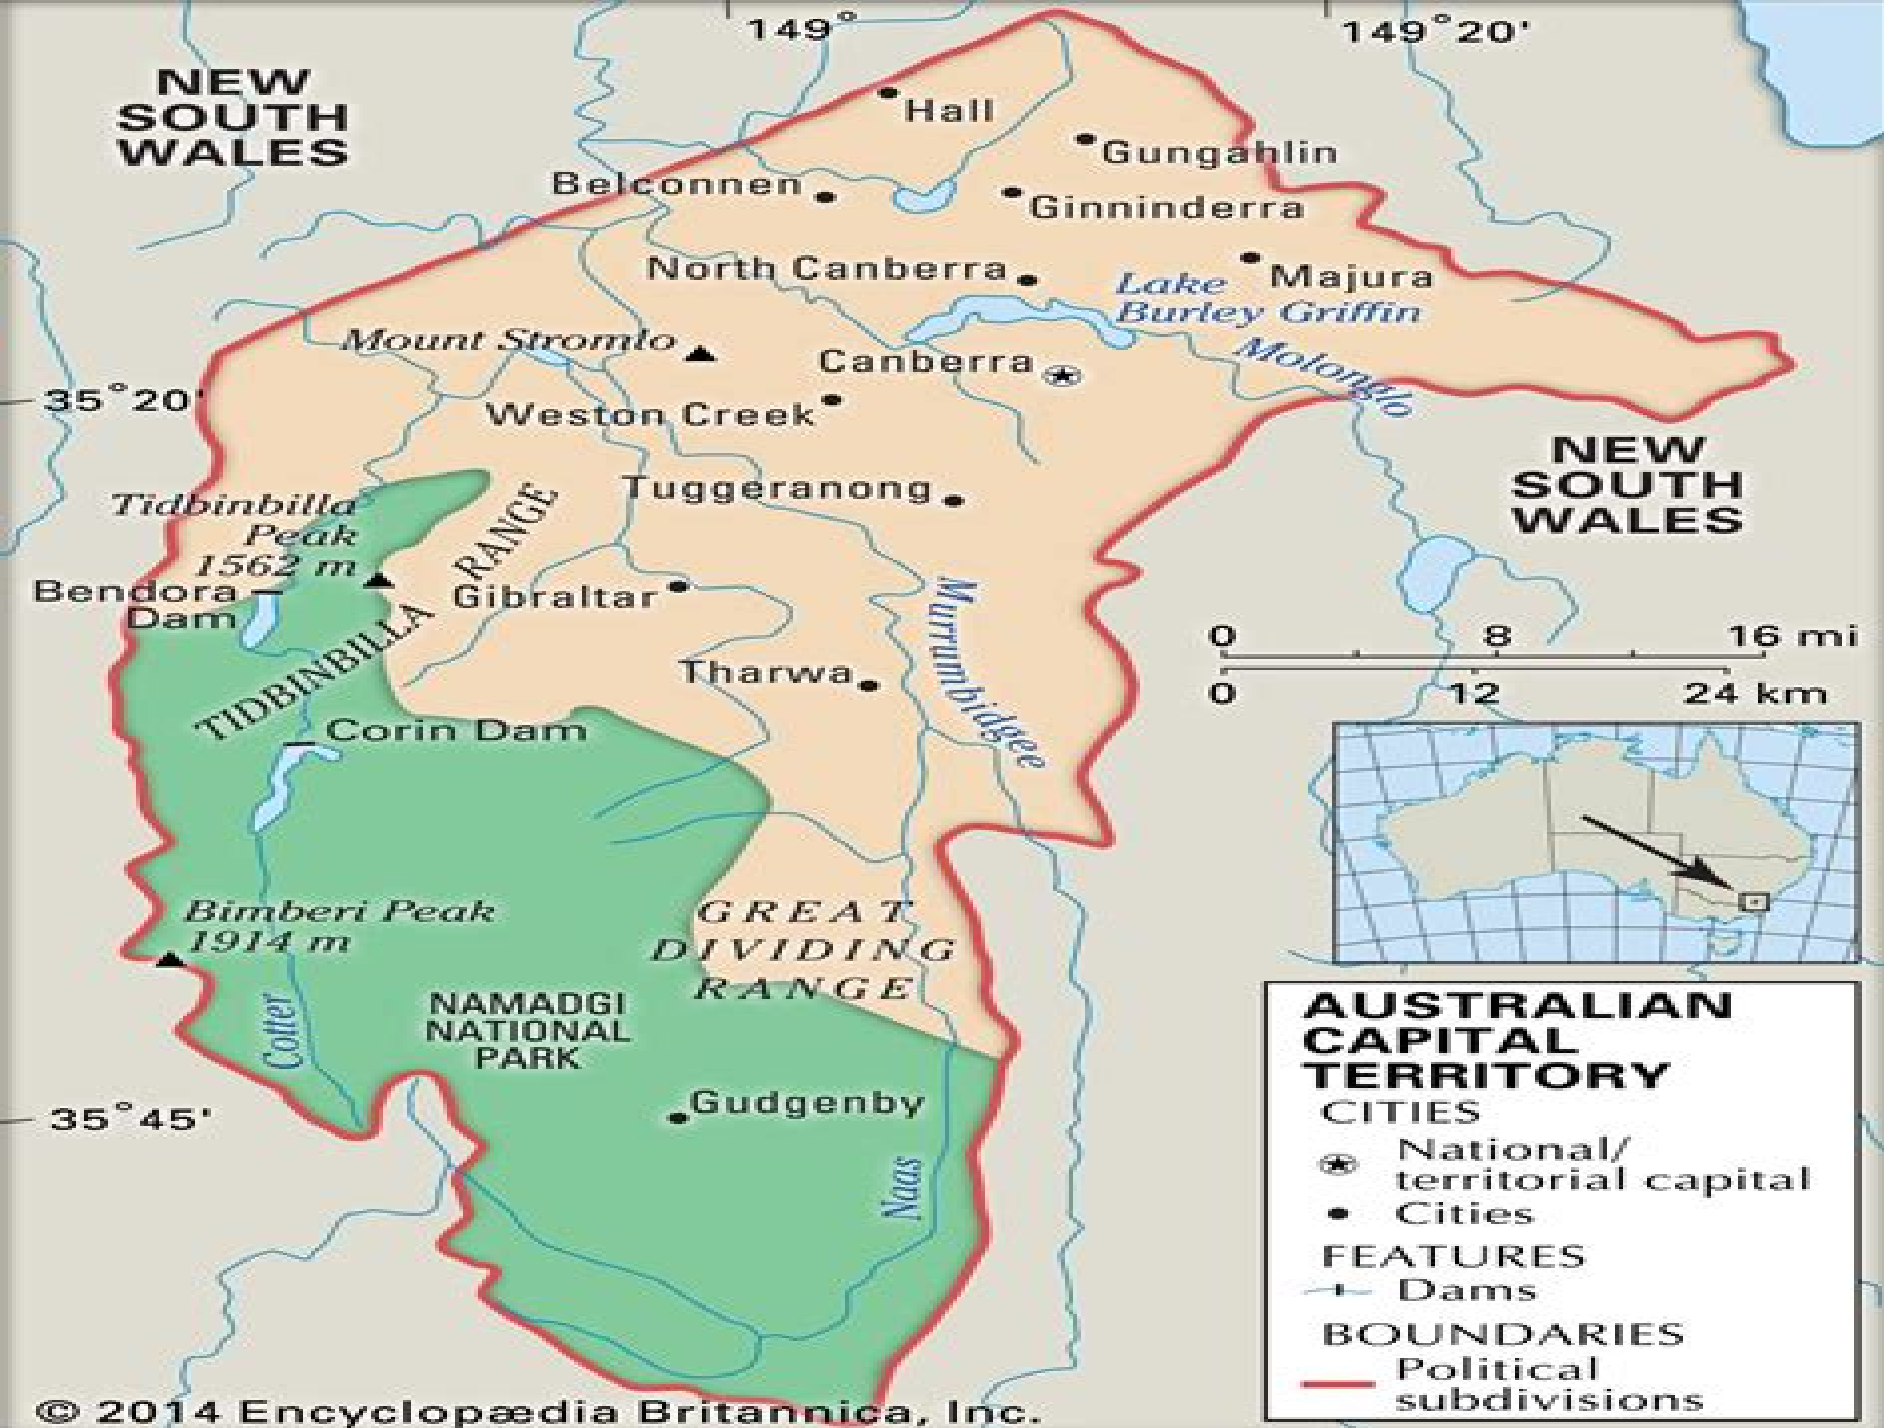 149°
149°20'
NEW
SOUTH
WALES
Hall
Gungahlin
Belconnen
Ginninderra
North Canberra
Majura
Lake
Burley Griffin
Mount Stromlo
Canberra
Molonglo
35°20'
Weston Creek
NEW
SOUTH
WALES
Tuggeranong
Tidbinbilla
Peak
1562 m
RANGE
Bendora
Dam
Gibraltar
TIDBINBILLA
Murrumbidgee
0 8 16 mi
0 12 24 km
Tharwa
Corin Dam
Bimberi Peak
1914 m
GREAT
DIVIDING
RANGE
Cotter
NAMADGI
NATIONAL
PARK
35°45'
Gudgenby
Naas
AUSTRALIAN
CAPITAL
TERRITORY
CITIES
National/
territorial capital
Cities
FEATURES
Dams
BOUNDARIES
Political
subdivisions
© 2014 Encyclopædia Britannica, Inc.